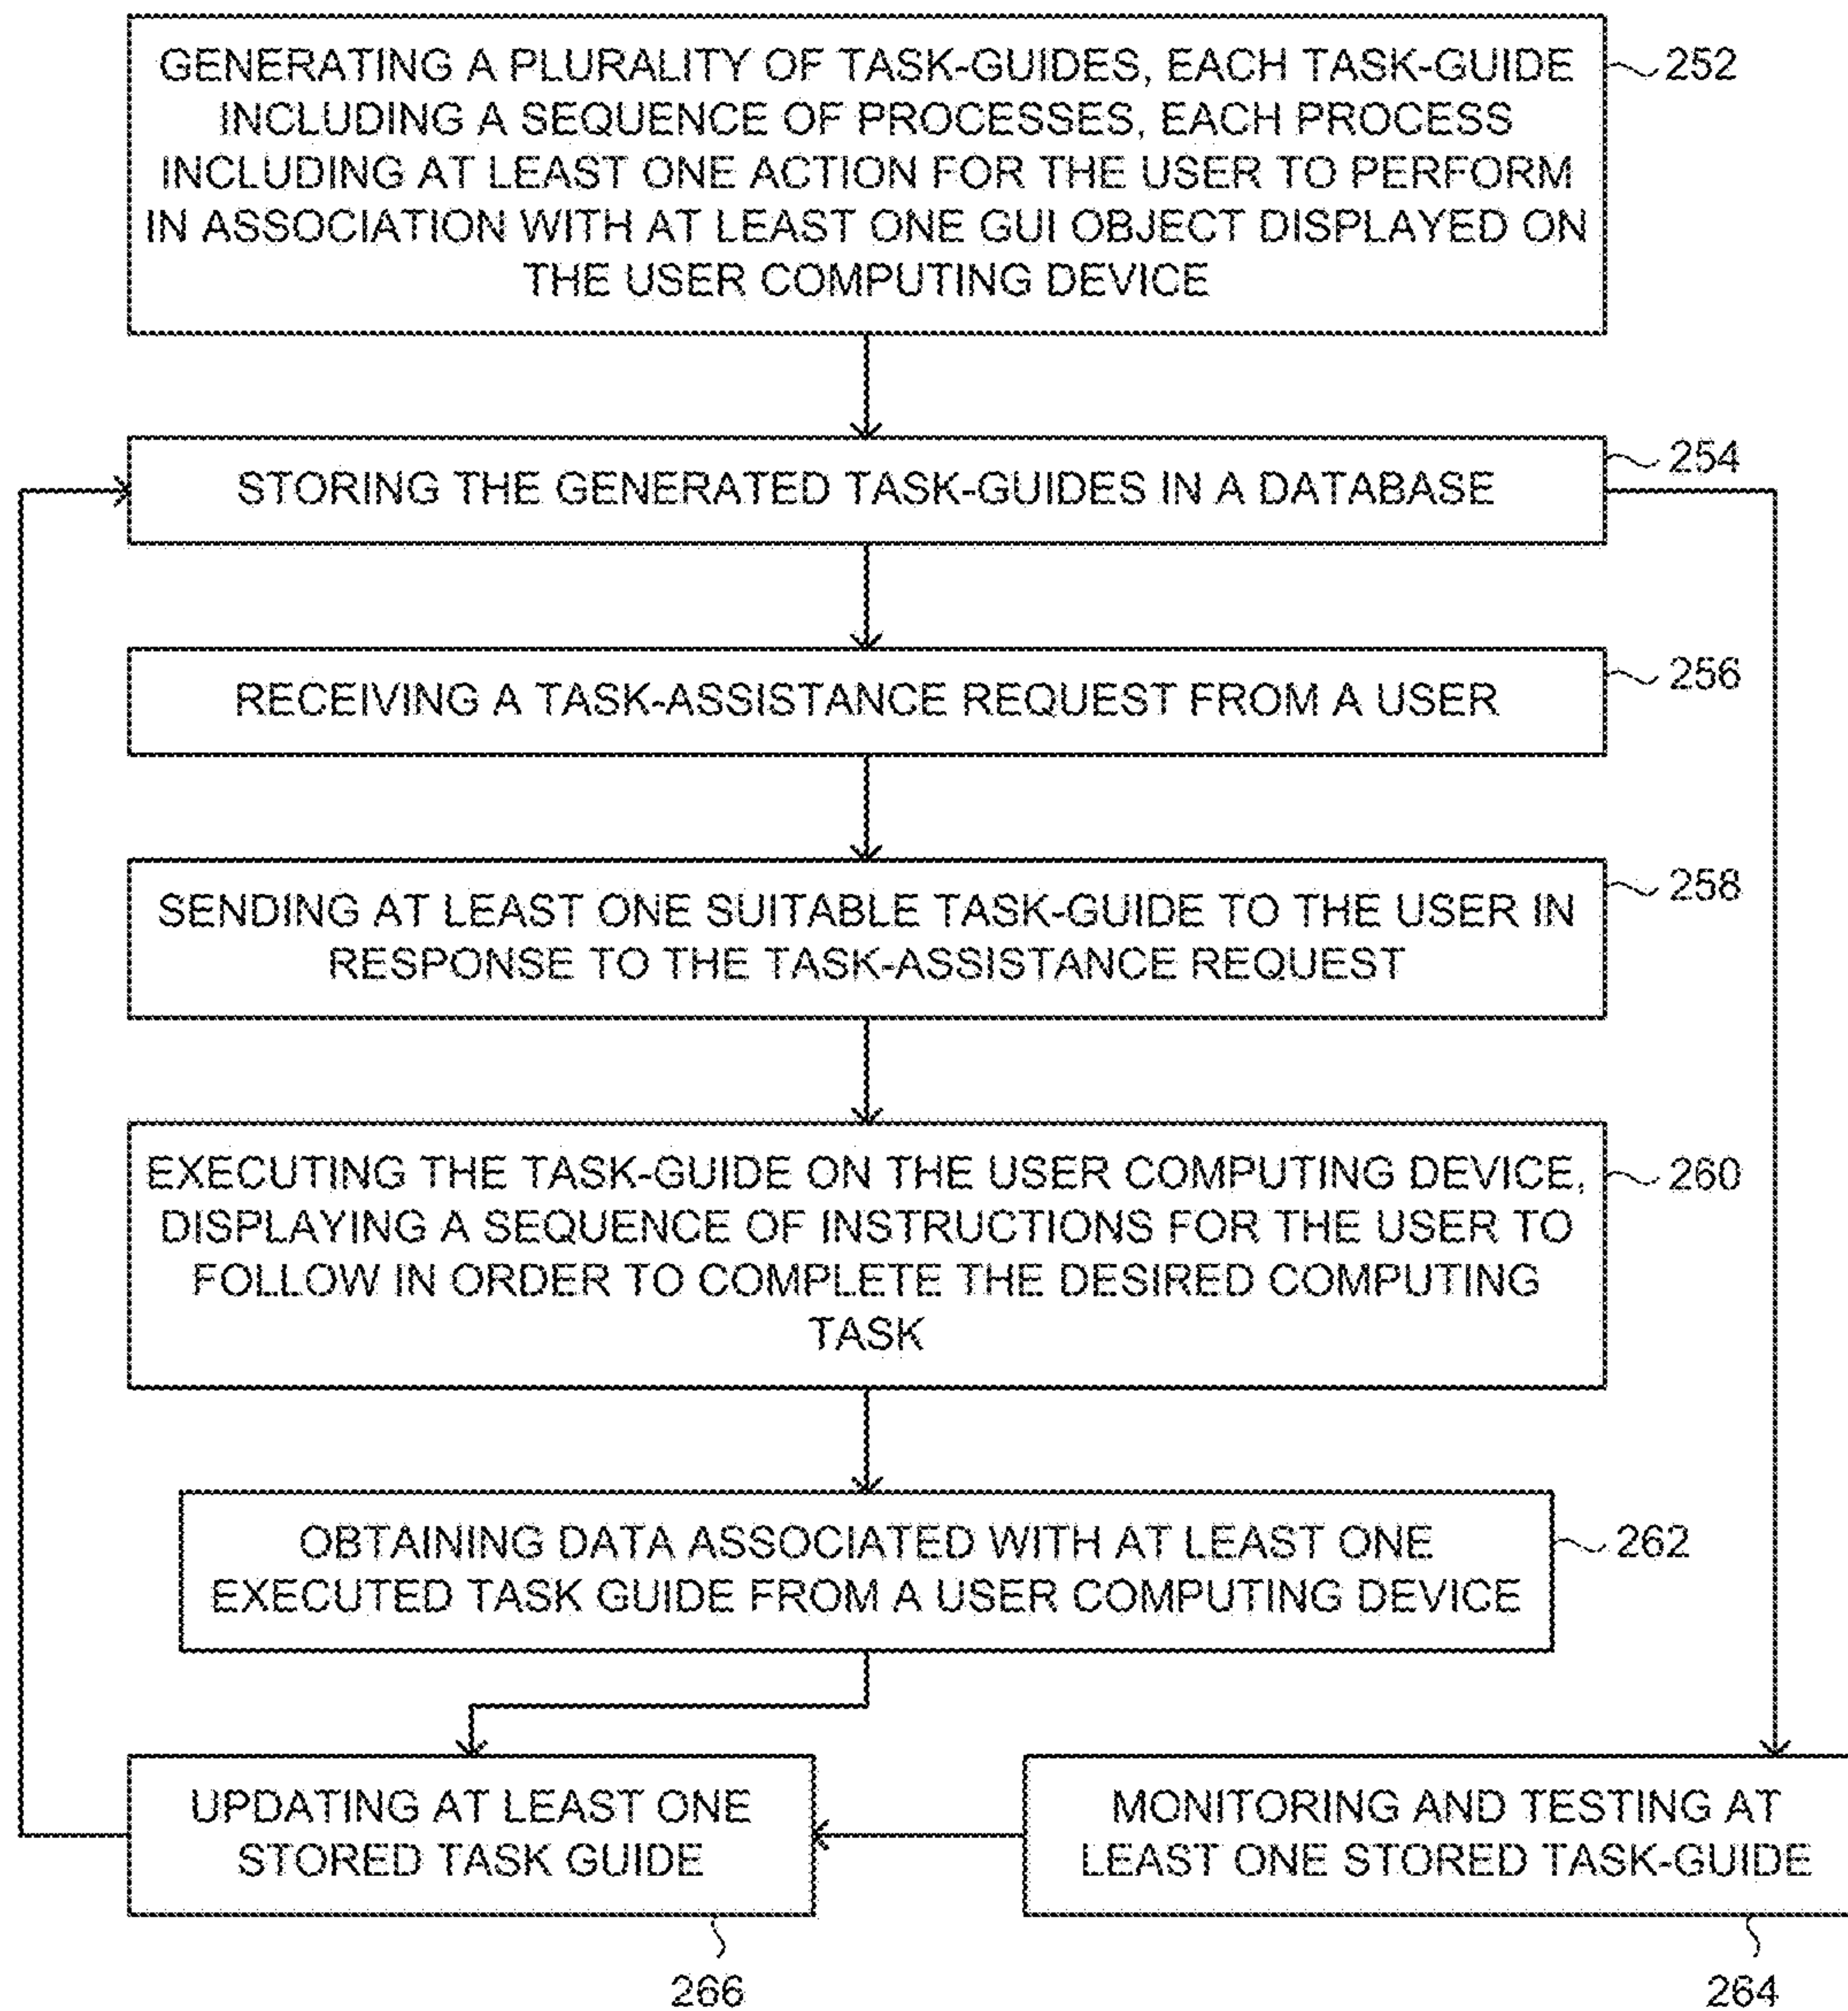 GENERATING A PLURALITY OF TASK-GUIDES, EACH TASK-GUIDE
INCLUDING A SEQUENCE OF PROCESSES, EACH PROCESS
INCLUDING AT LEAST ONE ACTION FOR THE USER TO PERFORM
IN ASSOCIATION WITH AT LEAST ONE GUI OBJECT DISPLAYED ON
THE USER COMPUTING DEVICE
252
STORING THE GENERATED TASK-GUIDES IN A DATABASE
254
RECEIVING A TASK-ASSISTANCE REQUEST FROM A USER
256
SENDING AT LEAST ONE SUITABLE TASK-GUIDE TO THE USER IN
RESPONSE TO THE TASK-ASSISTANCE REQUEST
258
EXECUTING THE TASK-GUIDE ON THE USER COMPUTING DEVICE,
DISPLAYING A SEQUENCE OF INSTRUCTIONS FOR THE USER TO
FOLLOW IN ORDER TO COMPLETE THE DESIRED COMPUTING
TASK
260
OBTAINING DATA ASSOCIATED WITH AT LEAST ONE
EXECUTED TASK GUIDE FROM A USER COMPUTING DEVICE
262
UPDATING AT LEAST ONE
STORED TASK GUIDE
266
MONITORING AND TESTING AT
LEAST ONE STORED TASK-GUIDE
264